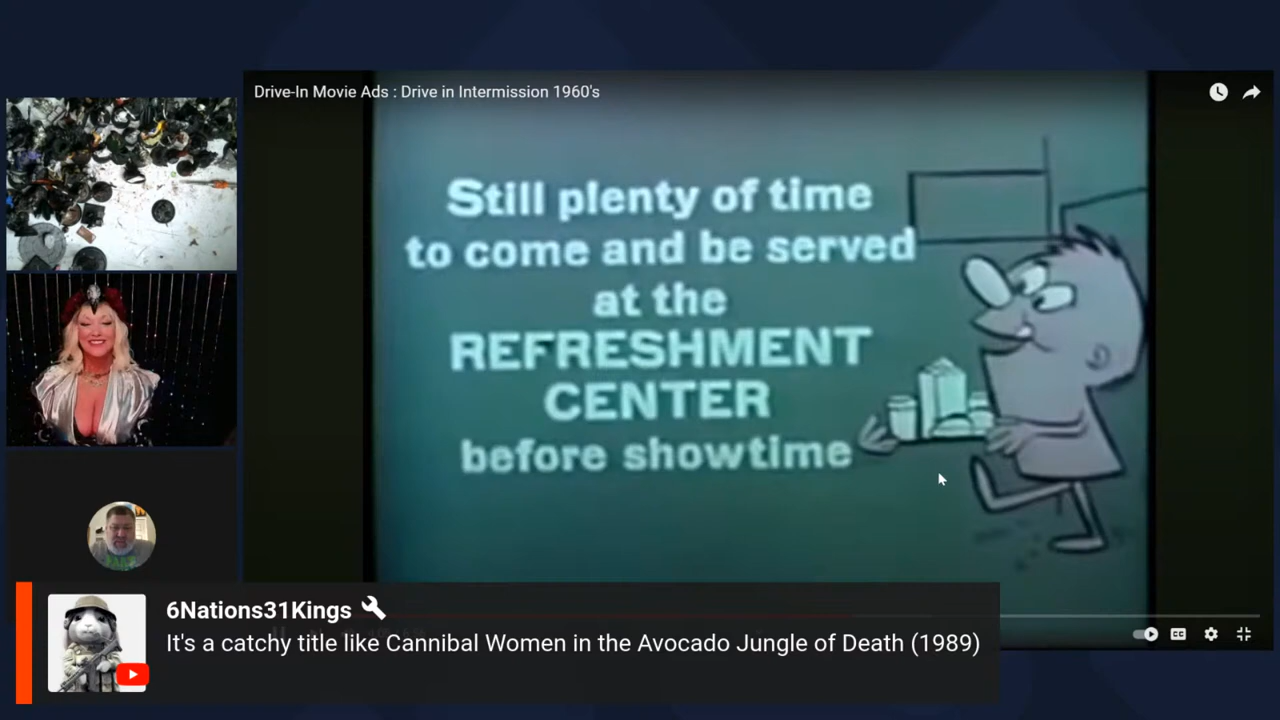 Drive-In Movie Ads : Drive in Intermission 1960's
Still plenty of time
to come and be served
at the
REFRESHMENT
CENTER
before showtime
6Nations31Kings
It's a catchy title like Cannibal Women in the Avocado Jungle of Death (1989)
CC